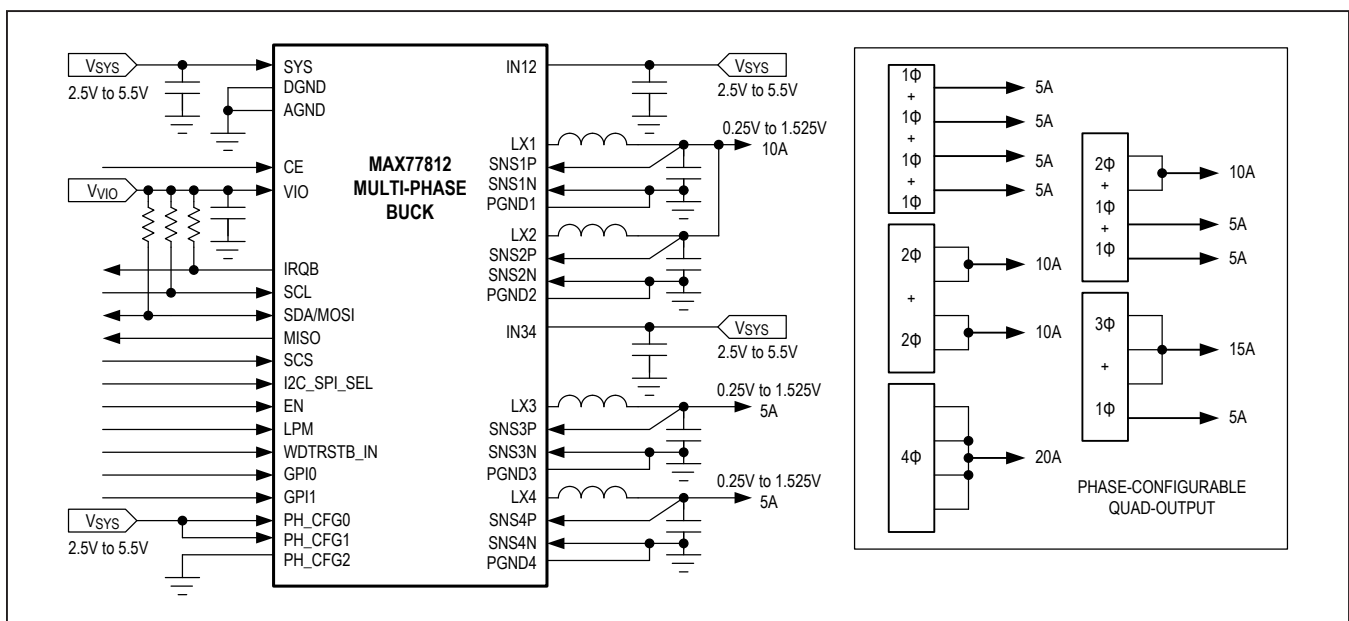 VSYS
2.5V to 5.5V
SYS
DGND
AGND
CE
VVIO
VIO
IRQB
SCL
SDA/MOSI
MISO
SCS
I2C_SPI_SEL
EN
LPM
WDTRSTB_IN
GPI0
GPI1
VSYS
2.5V to 5.5V
PH_CFG0
PH_CFG1
PH_CFG2
MAX77812
MULTI-PHASE
BUCK
IN12
VSYS
2.5V to 5.5V
LX1
0.25V to 1.525V
10A
SNS1P
SNS1N
PGND1
LX2
SNS2P
SNS2N
PGND2
IN34
VSYS
2.5V to 5.5V
LX3
0.25V to 1.525V
5A
SNS3P
SNS3N
PGND3
LX4
0.25V to 1.525V
5A
SNS4P
SNS4N
PGND4
1Φ
+
1Φ
+
1Φ
+
1Φ
5A
5A
5A
5A
2Φ
+
2Φ
10A
10A
4Φ
20A
2Φ
+
1Φ
+
1Φ
10A
5A
5A
3Φ
+
1Φ
15A
5A
PHASE-CONFIGURABLE
QUAD-OUTPUT